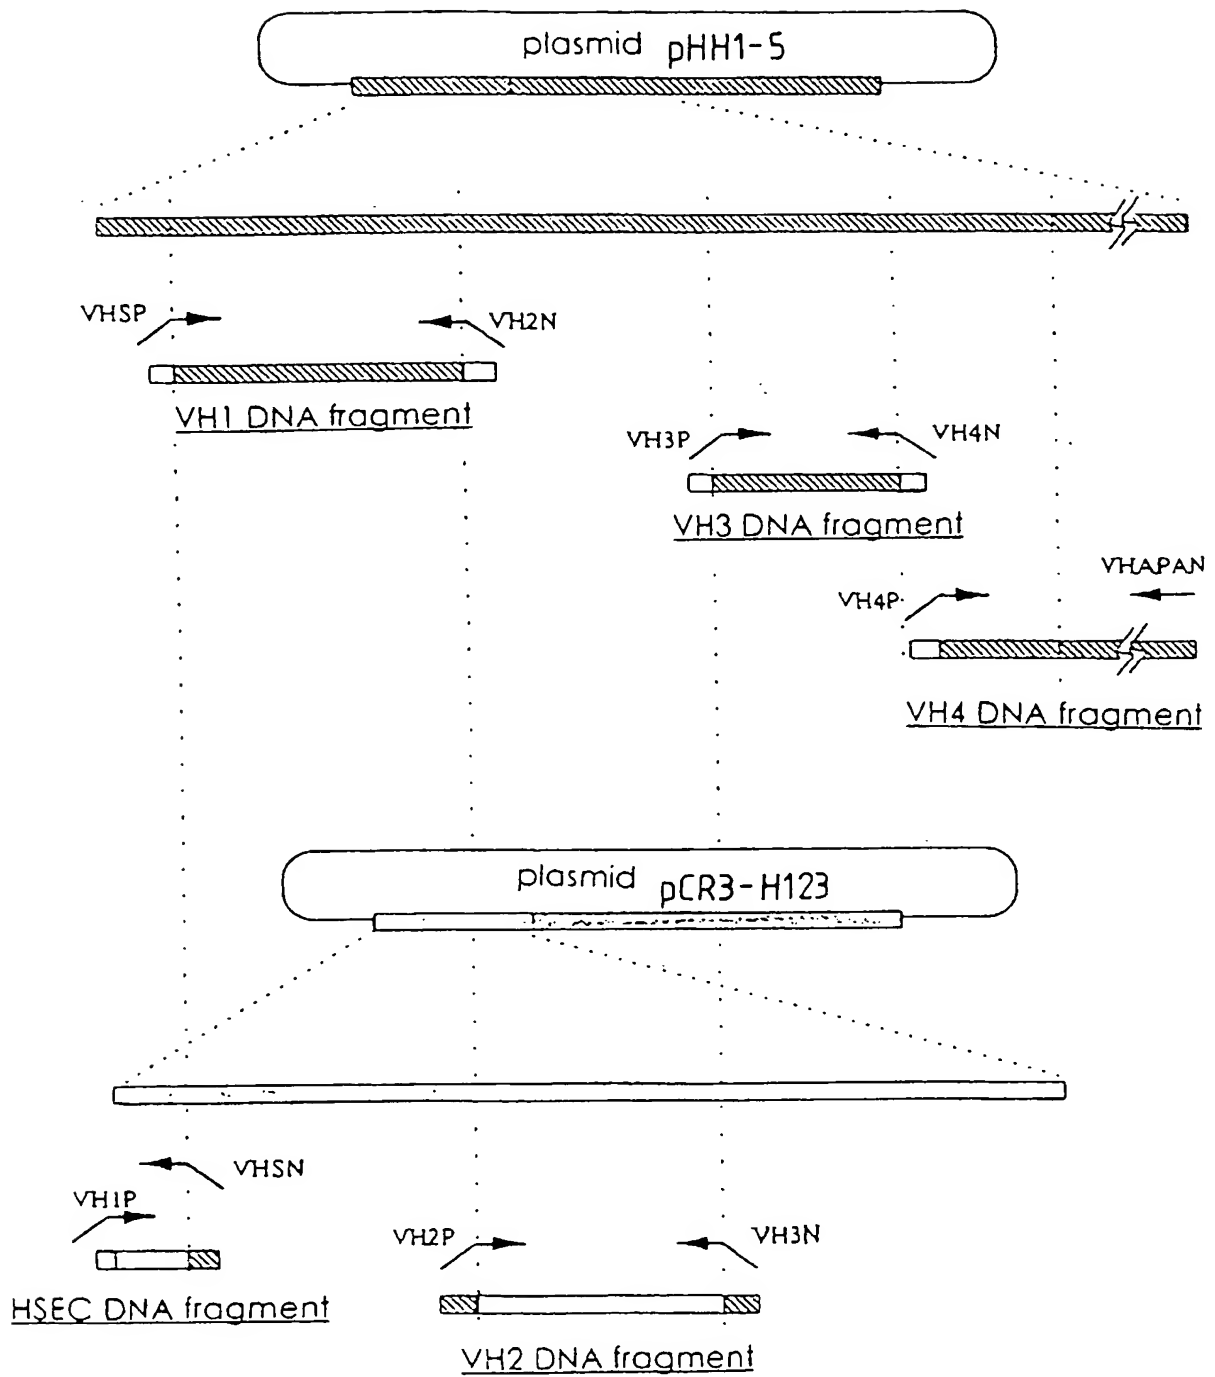 plasmid pHH1-5
VHSP
VH2N
VH1 DNA fragment
VH3P
VH4N
VH3 DNA fragment
VHAPAN
VH4P
VH4 DNA fragment
plasmid pCR3-H123
VHSN
VH1P
VH2P
VH3N
HSEC DNA fragment
VH2 DNA fragment